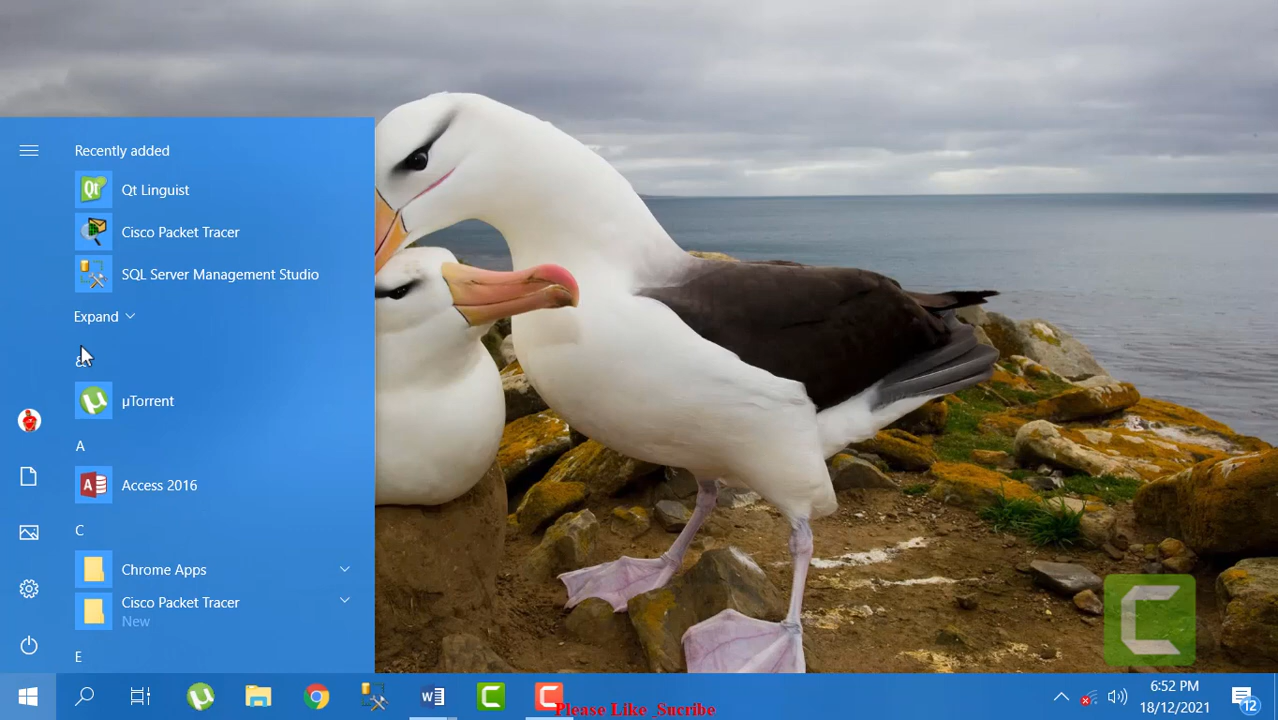 Recently added
Qt Linguist
Cisco Packet Tracer
SQL Server Management Studio
Expand
&
µTorrent
A
Access 2016
C
Chrome Apps
Cisco Packet Tracer
New
E
6:52 PM
18/12/2021
12
Please Like _Sucribe